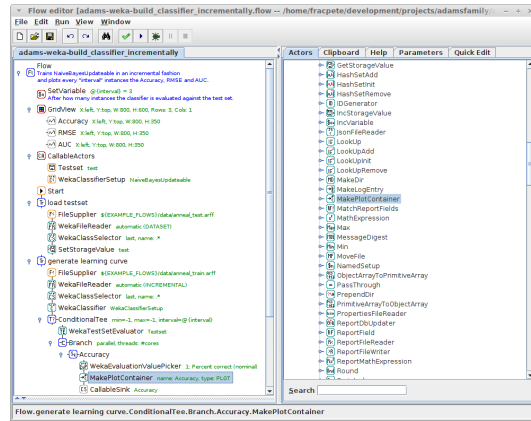 Flow editor [adams-weka-build_classifier_incrementally.flow -- /home/fracpete/development/projects/adamsfamily/
File Edit Run View Window
adams-weka-build_classifier_incrementally
Flow
Trains NaiveBayesUpdateable in an incremental fashion
and plots every "interval" instances the Accuracy, RMSE and AUC.
SetVariable @{interval} = 3
After how many instances the classifier is evaluated against the test set.
GridView X:left, Y:top, W:800, H:600, Rows: 3, Cols: 1
Accuracy X:left, Y:top, W:800, H:350
RMSE X:left, Y:top, W:800, H:350
AUC X:left, Y:top, W:800, H:350
CallableActors
Testset test
WekaClassifierSetup NaiveBayesUpdateable
Start
load testset
FileSupplier ${EXAMPLE_FLOWS}/data/anneal_test.arff
WekaFileReader automatic (DATASET)
WekaClassSelector last, name: .*
SetStorageValue test
generate learning curve
FileSupplier ${EXAMPLE_FLOWS}/data/anneal_train.arff
WekaFileReader automatic (INCREMENTAL)
WekaClassSelector last, name: .*
WekaClassifier WekaClassifierSetup
ConditionalTee min=-1, max=-1, interval=@{interval}
WekaTestSetEvaluator Testset
Branch parallel, threads: #cores
Accuracy
WekaEvaluationValuePicker 1: Percent correct (nominal)
MakePlotContainer name: Accuracy, type: PLOT
CallableSink Accuracy
Actors Clipboard Help Parameters Quick Edit
GetStorageValue
HashSetAdd
HashSetInit
HashSetRemove
IDGenerator
IncStorageValue
IncVariable
JsonFileReader
LookUp
LookUpAdd
LookUpInit
LookUpRemove
MakeDir
MakeLogEntry
MakePlotContainer
MatchReportFields
MathExpression
Max
MessageDigest
Min
MoveFile
NamedSetup
ObjectArrayToPrimitiveArray
PassThrough
PrependDir
PrimitiveArrayToObjectArray
PropertiesFileReader
ReportDbUpdater
ReportField
ReportFileReader
ReportFileWriter
ReportMathExpression
Round
Search
Flow.generate learning curve.ConditionalTee.Branch.Accuracy.MakePlotContainer